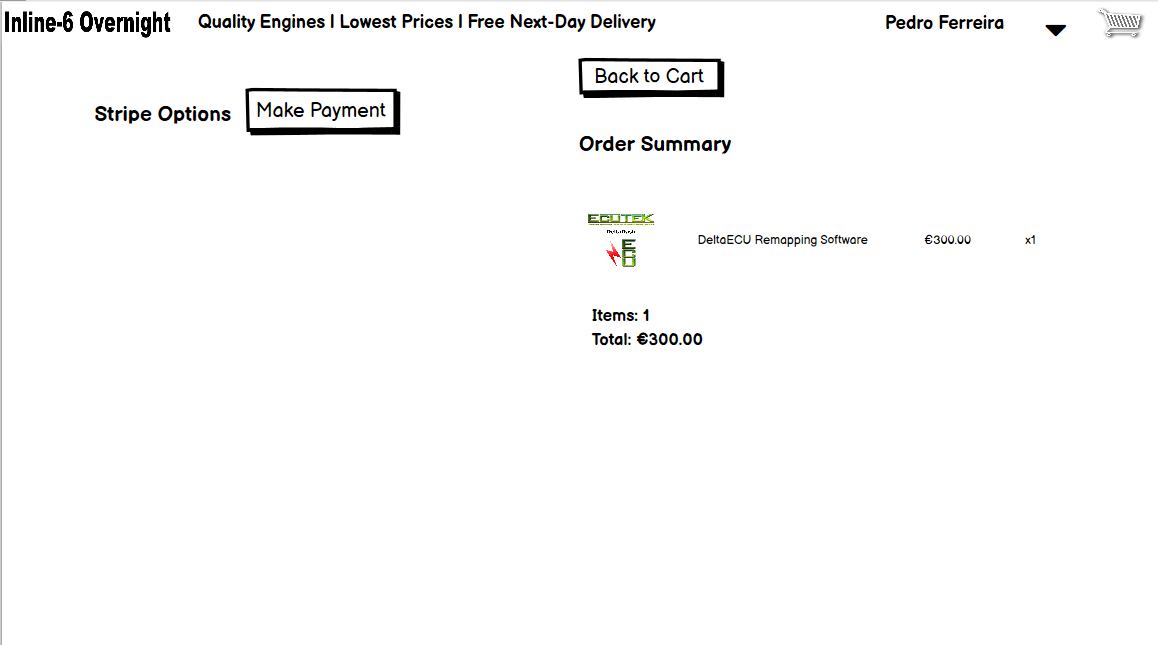 Inline-6 Overnight
Quality Engines | Lowest Prices | Free Next-Day Delivery
Pedro Ferreira
Back to Cart
Stripe Options
Make Payment
Order Summary
ECUTEK
DeltaECU Remapping Software
€300.00
x1
ECU
Items: 1
Total: €300.00